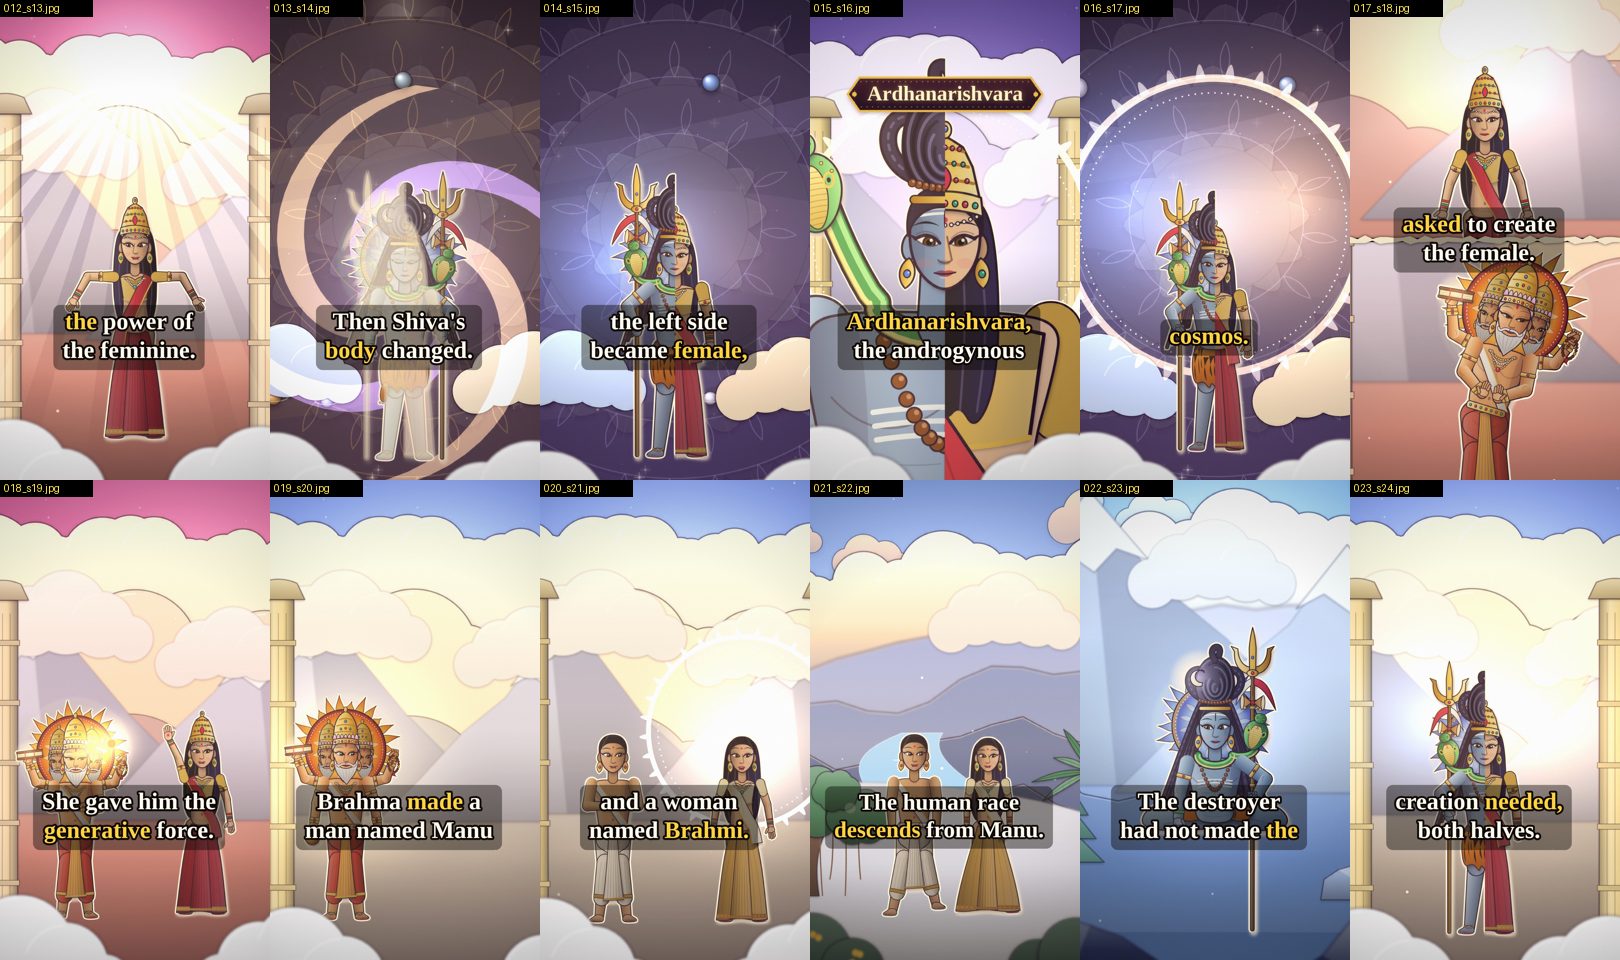 012_s13.jpg
the power of
the feminine.
013_s14.jpg
Then Shiva's
body changed.
014_s15.jpg
the left side
became female,
015_s16.jpg
Ardhanarishvara
Ardhanarishvara,
the androgynous
016_s17.jpg
cosmos.
017_s18.jpg
asked to create
the female.
018_s19.jpg
She gave him the
generative force.
019_s20.jpg
Brahma made a
man named Manu
020_s21.jpg
and a woman
named Brahmi.
021_s22.jpg
The human race
descends from Manu.
022_s23.jpg
The destroyer
had not made the
023_s24.jpg
creation needed,
both halves.